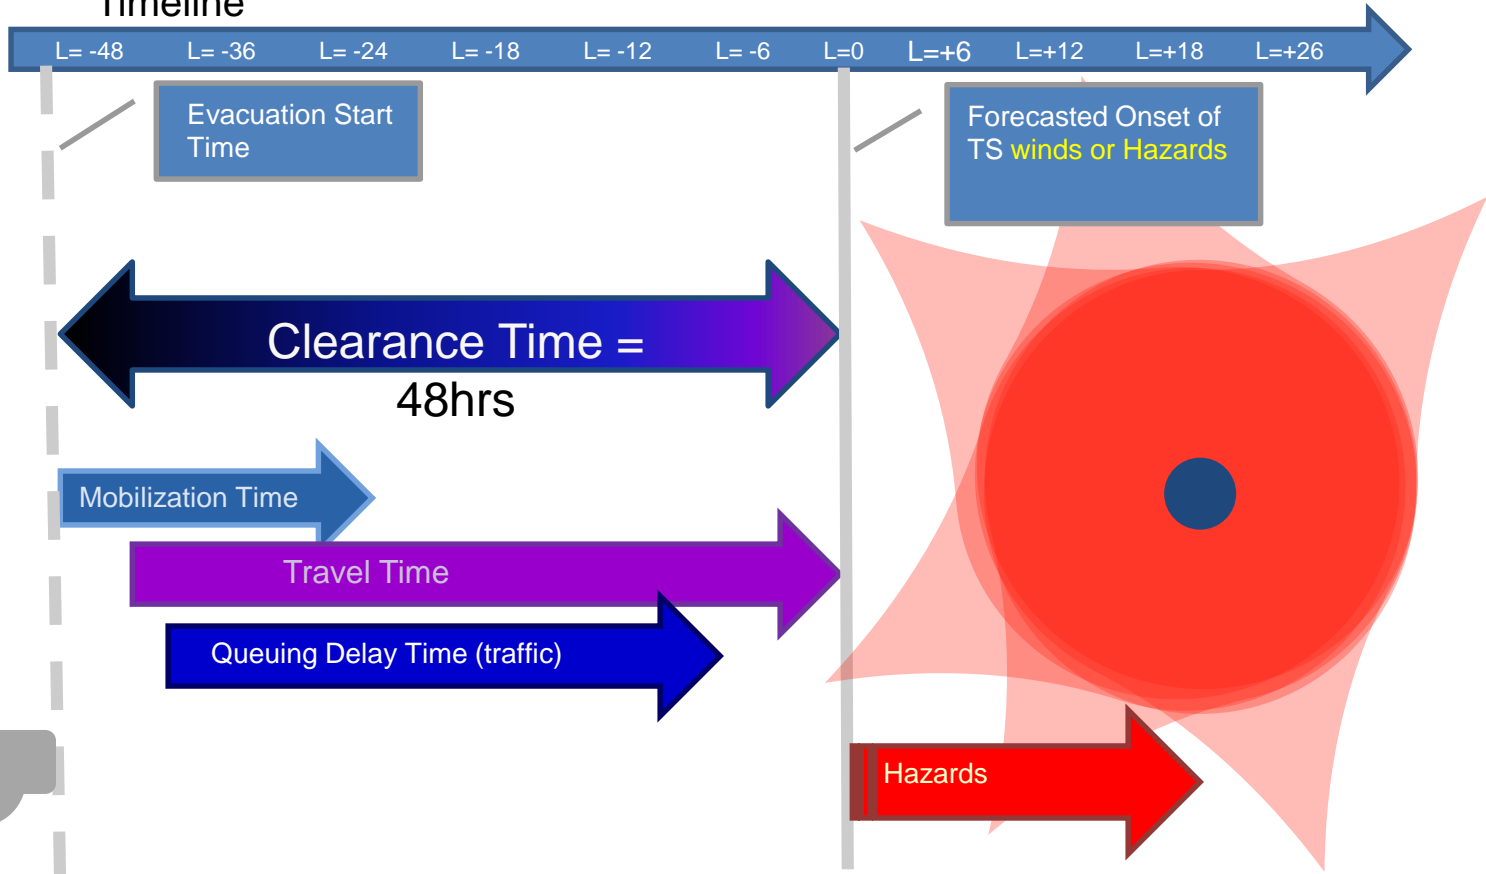 Timeline
L= -48 L= -36 L= -24 L= -18 L= -12 L= -6 L=0 L=+6 L=+12 L=+18 L=+26
Evacuation Start
Time
Forecasted Onset of
TS winds or Hazards
Clearance Time =
48hrs
Mobilization Time
Travel Time
Queuing Delay Time (traffic)
Hazards